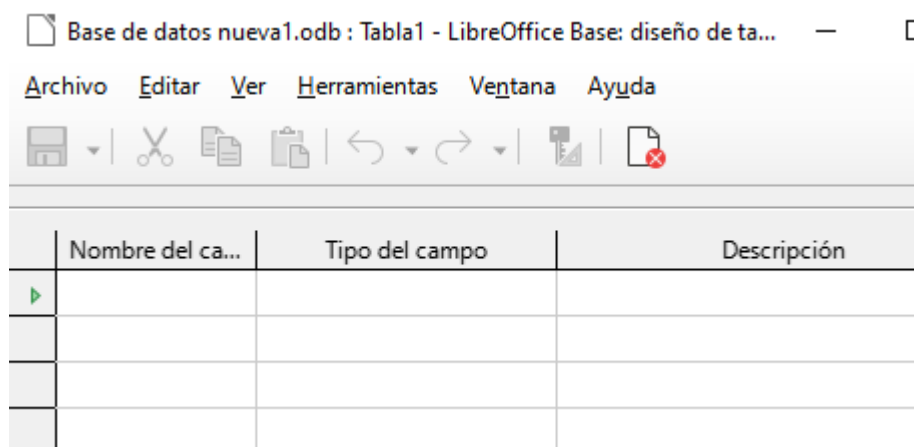 Base de datos nueva1.odb : Tabla1 - LibreOffice Base: diseño de ta...
Archivo Editar Ver Herramientas Ventana Ayuda
Nombre del ca... Tipo del campo Descripción